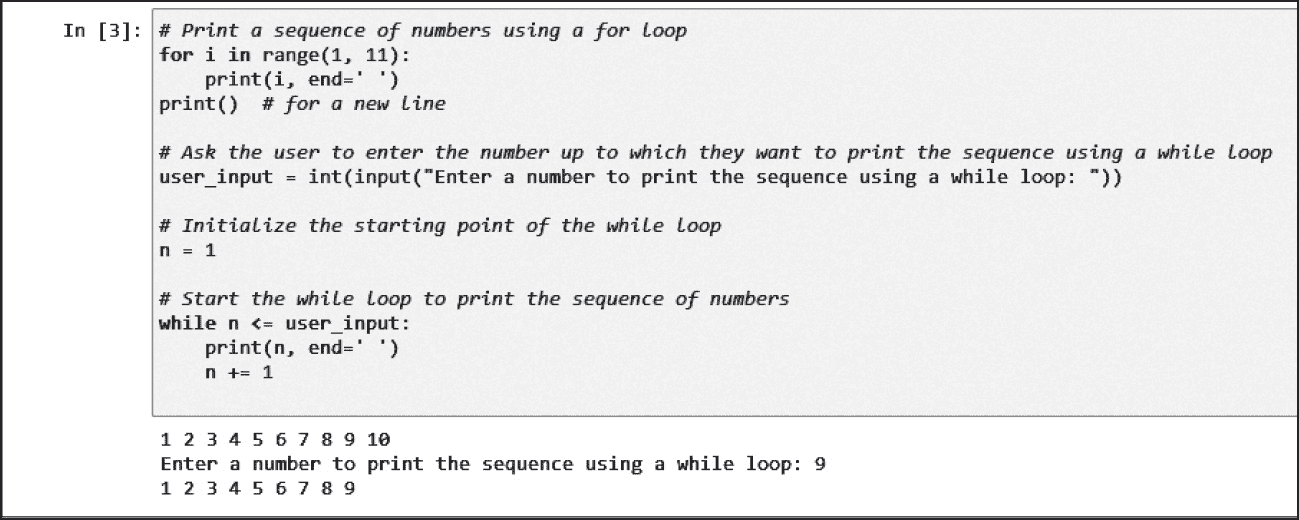 In [3]: # Print a sequence of numbers using a for loop
for i in range(1, 11):
    print(i, end=' ')
print()  # for a new line

# Ask the user to enter the number up to which they want to print the sequence using a while loop
user_input = int(input("Enter a number to print the sequence using a while loop: "))

# Initialize the starting point of the while loop
n = 1

# Start the while loop to print the sequence of numbers
while n <= user_input:
    print(n, end=' ')
    n += 1

1 2 3 4 5 6 7 8 9 10
Enter a number to print the sequence using a while loop: 9
1 2 3 4 5 6 7 8 9